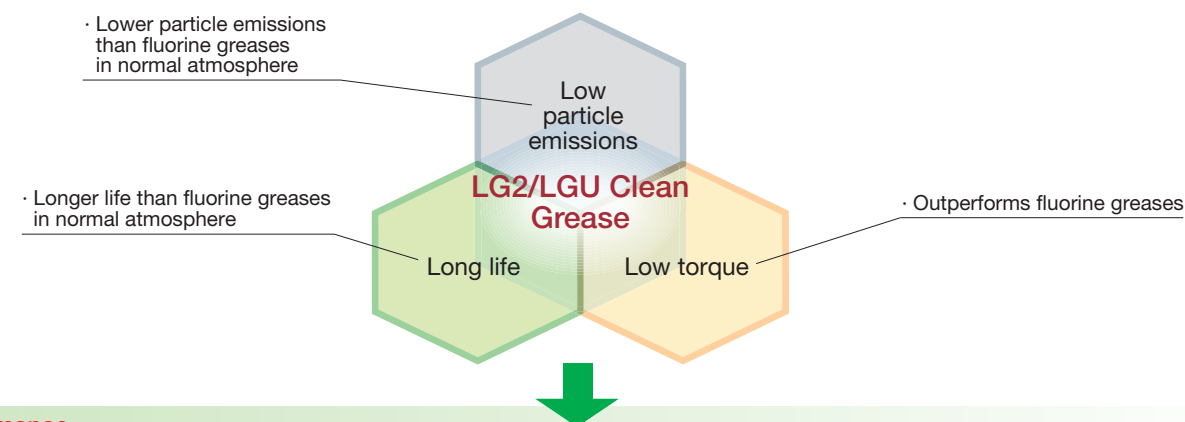 · Lower particle emissions
than fluorine greases
in normal atmosphere
Low
particle
emissions
LG2/LGU Clean
Grease
· Longer life than fluorine greases
in normal atmosphere
· Outperforms fluorine greases
Long life
Low torque